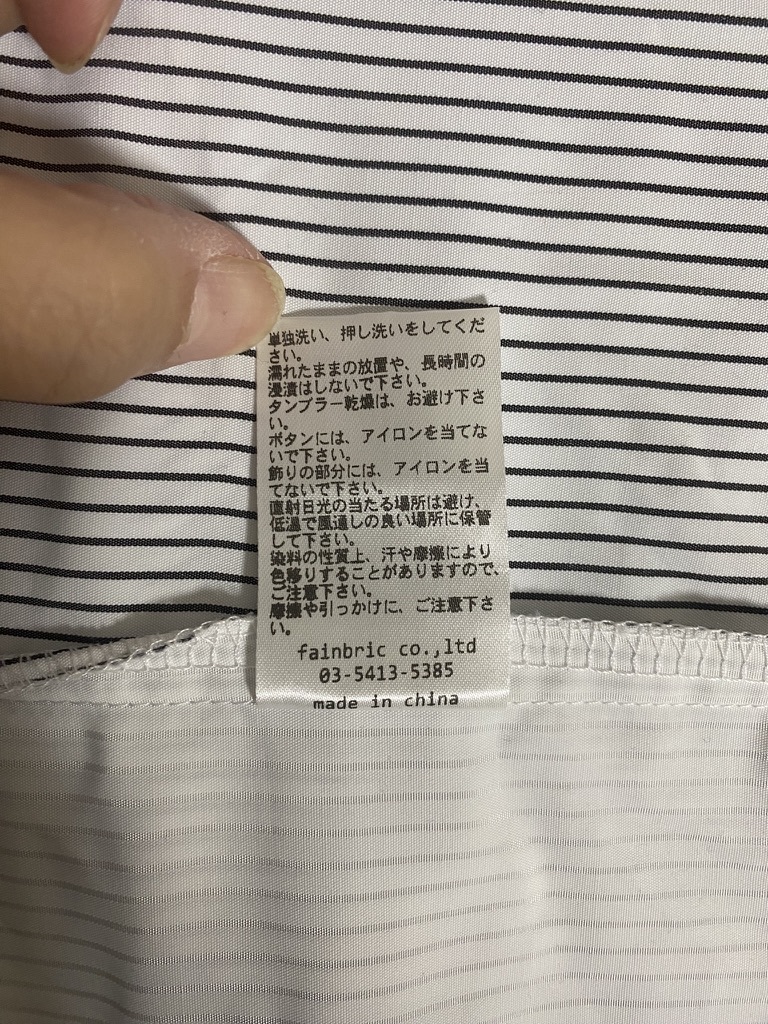 単独洗い、押し洗いをしてくだ
さい。
濡れたままの放置や、長時間の
浸漬はしないで下さい。
タンブラー乾燥は、お避け下さ
い。
ボタンには、アイロンを当てな
いで下さい。
飾りの部分には、アイロンを当
てないで下さい。
直射日光の当たる場所は避け、
低温で風通しの良い場所に保管
して下さい。
染料の性質上、汗や摩擦により
色移りすることがありますので、
ご注意下さい。
摩擦や引っかけに、ご注意下さ
い。
fainbric co.,ltd
03-5413-5385
made in china